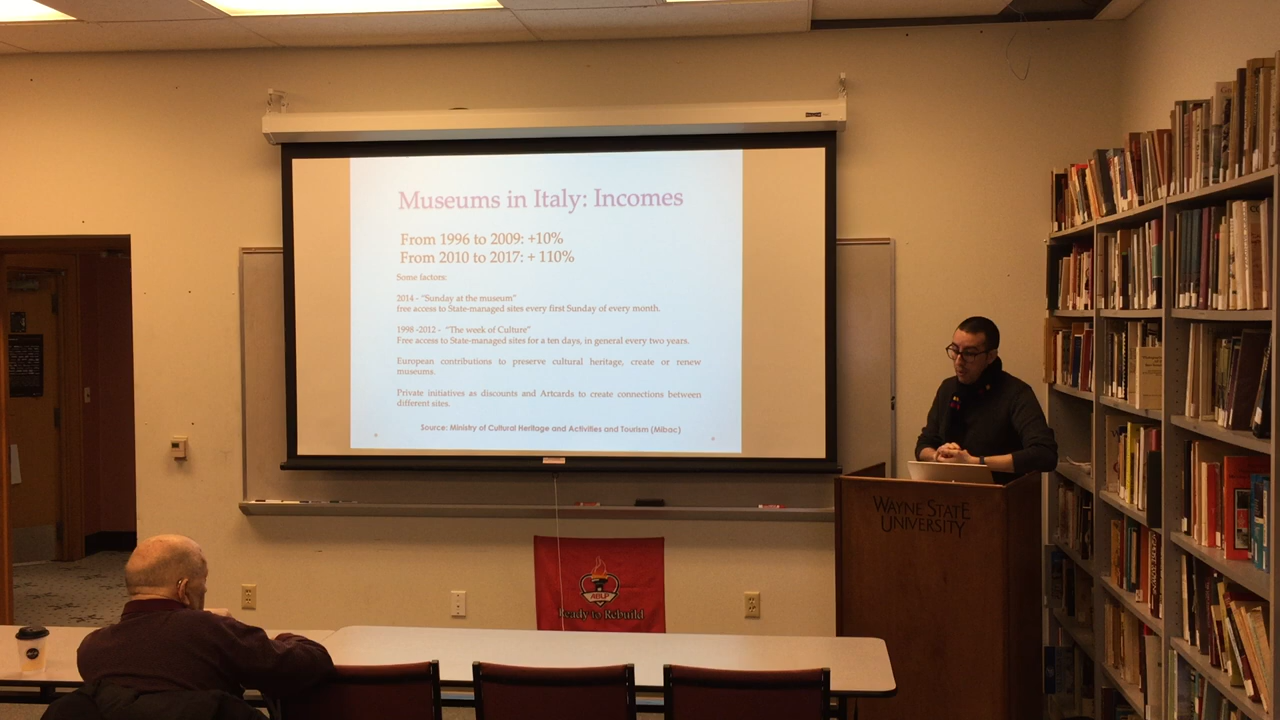 Museums in Italy: Incomes
From 1996 to 2009: +10%
From 2010 to 2017: + 110%
Some factors:
2014 - “Sunday at the museum”
free access to State-managed sites every first Sunday of every month.
1998 -2012 - “The week of Culture”
Free access to State-managed sites for a ten days, in general every two years.
European contributions to preserve cultural heritage, create or renew
museums.
Private initiatives as discounts and Artcards to create connections between
different sites.
Source: Ministry of Cultural Heritage and Activities and Tourism (Mibac)
WAYNE STATE
UNIVERSITY
Ready to Rebuild